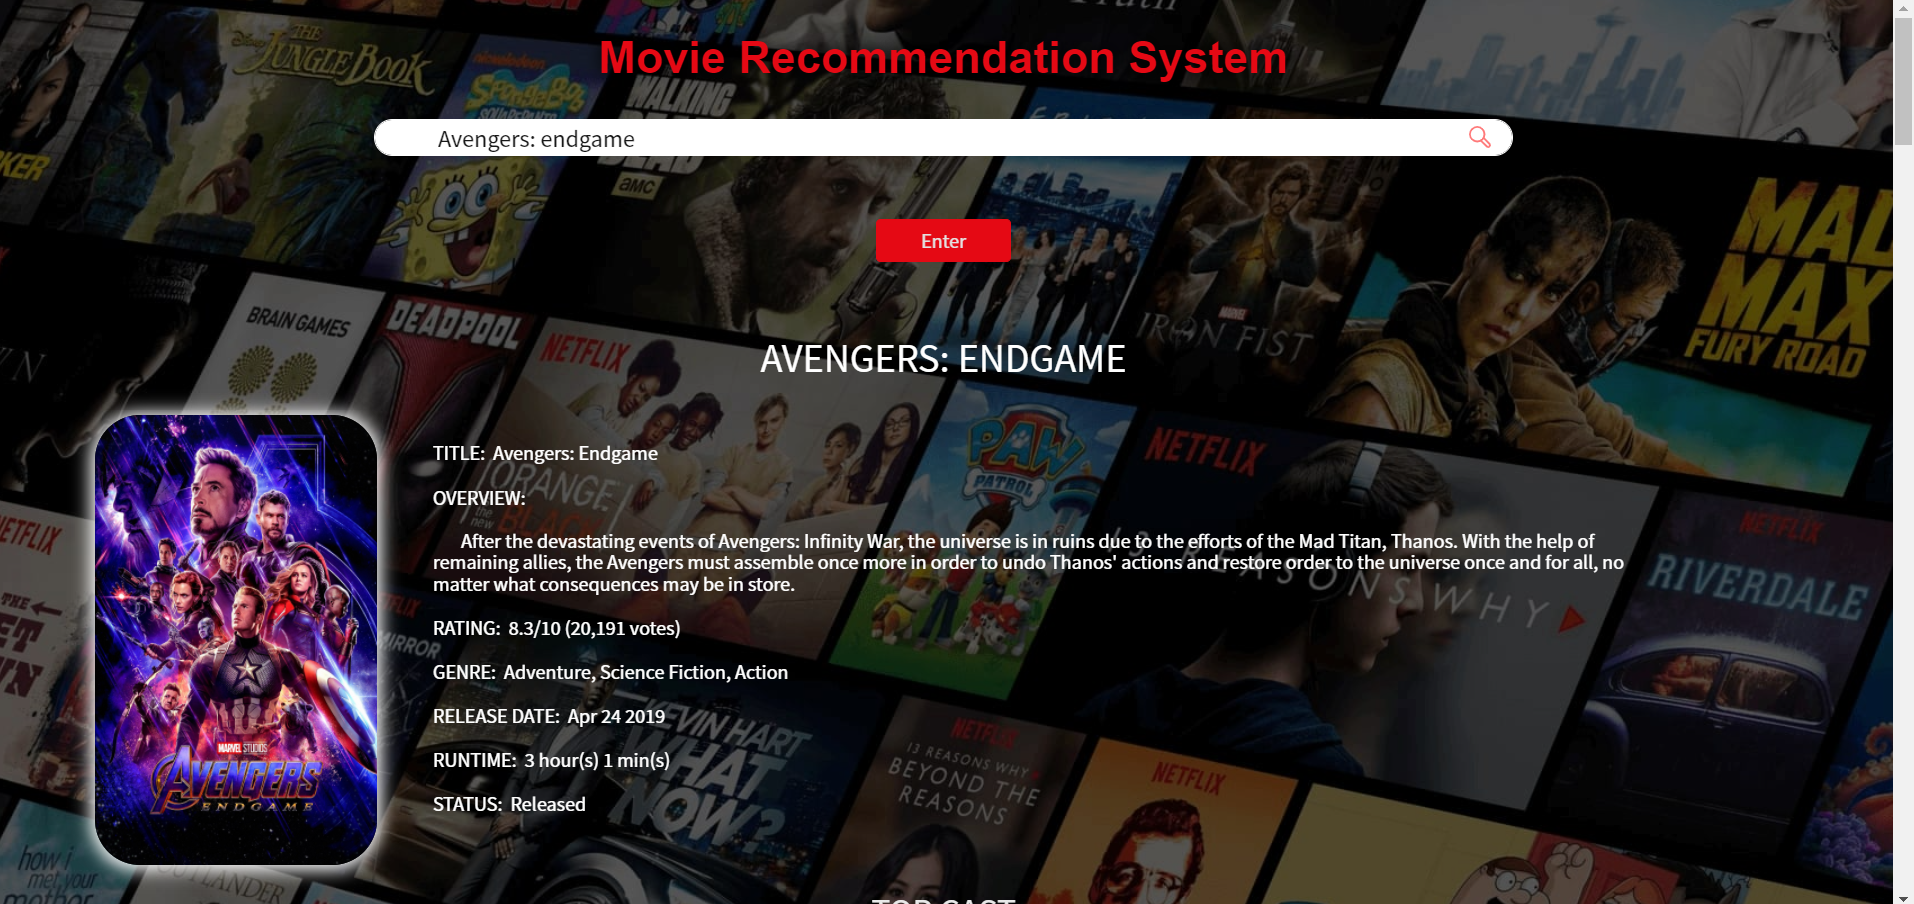 Movie Recommendation System
Avengers: endgame
Enter
AVENGERS: ENDGAME
TITLE: Avengers: Endgame
OVERVIEW:
After the devastating events of Avengers: Infinity War, the universe is in ruins due to the efforts of the Mad Titan, Thanos. With the help of
remaining allies, the Avengers must assemble once more in order to undo Thanos' actions and restore order to the universe once and for all, no
matter what consequences may be in store.
RATING: 8.3/10 (20,191 votes)
GENRE: Adventure, Science Fiction, Action
RELEASE DATE: Apr 24 2019
RUNTIME: 3 hour(s) 1 min(s)
STATUS: Released
TOP CAST
MARVEL STUDIOS
AVENGERS
ENDGAME
Disney
THE
JUNGLE BOOK
nickelodeon
SPONGEBOB
SQUAREPANTS
WALKING
DEAD
amc
MARVEL
IRON FIST
MAD
MAX
FURY ROAD
BRAIN GAMES
DEADPOOL
NETFLIX
ORANGE
the new
BLACK
PAW
PATROL
NETFLIX
REASONS WHY
NETFLIX
RIVERDALE
NETFLIX
THE
MIRROR
KEVIN HART
WHAT
NOW?
NETFLIX
13 REASONS WHY
BEYOND THE
REASONS
NETFLIX
how i
met your
mother
OUTLANDER